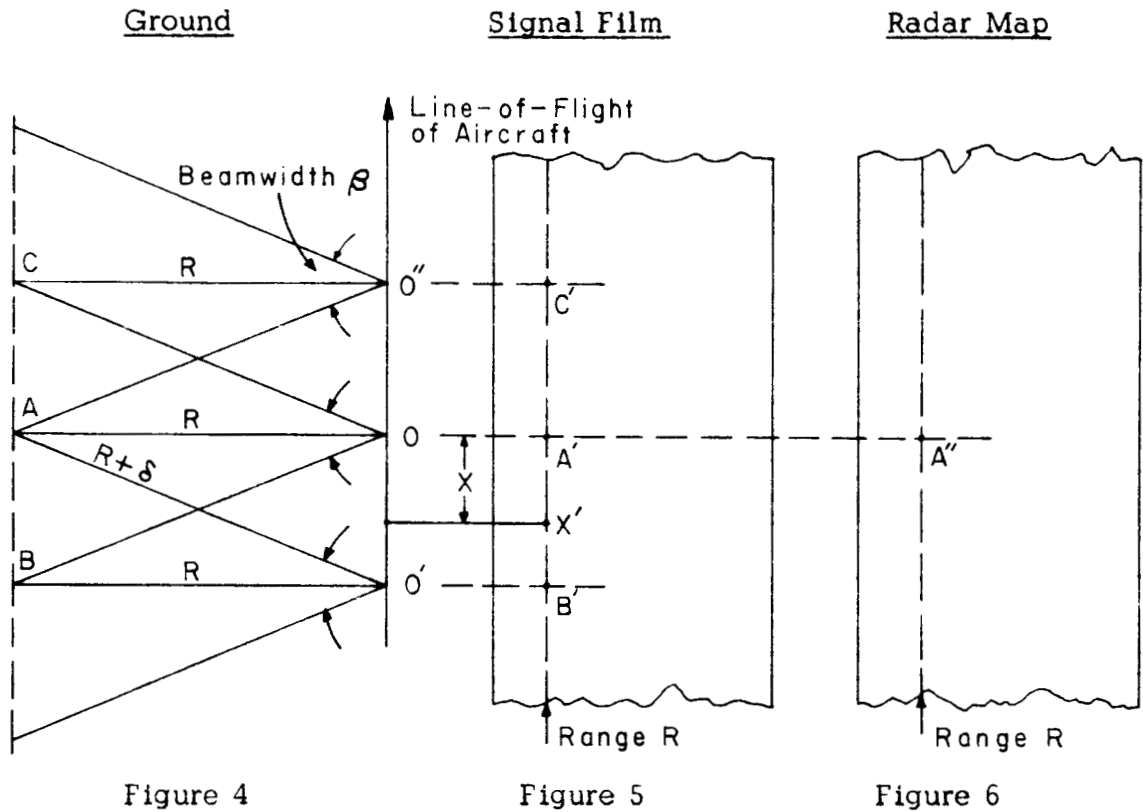 Ground
Signal Film
Radar Map
Line-of-Flight
of Aircraft
Beamwidth β
C
R
O"
C'
A
R
O
A'
A"
R+δ
X
X'
B
R
O'
B'
Range R
Range R
Figure 4
Figure 5
Figure 6